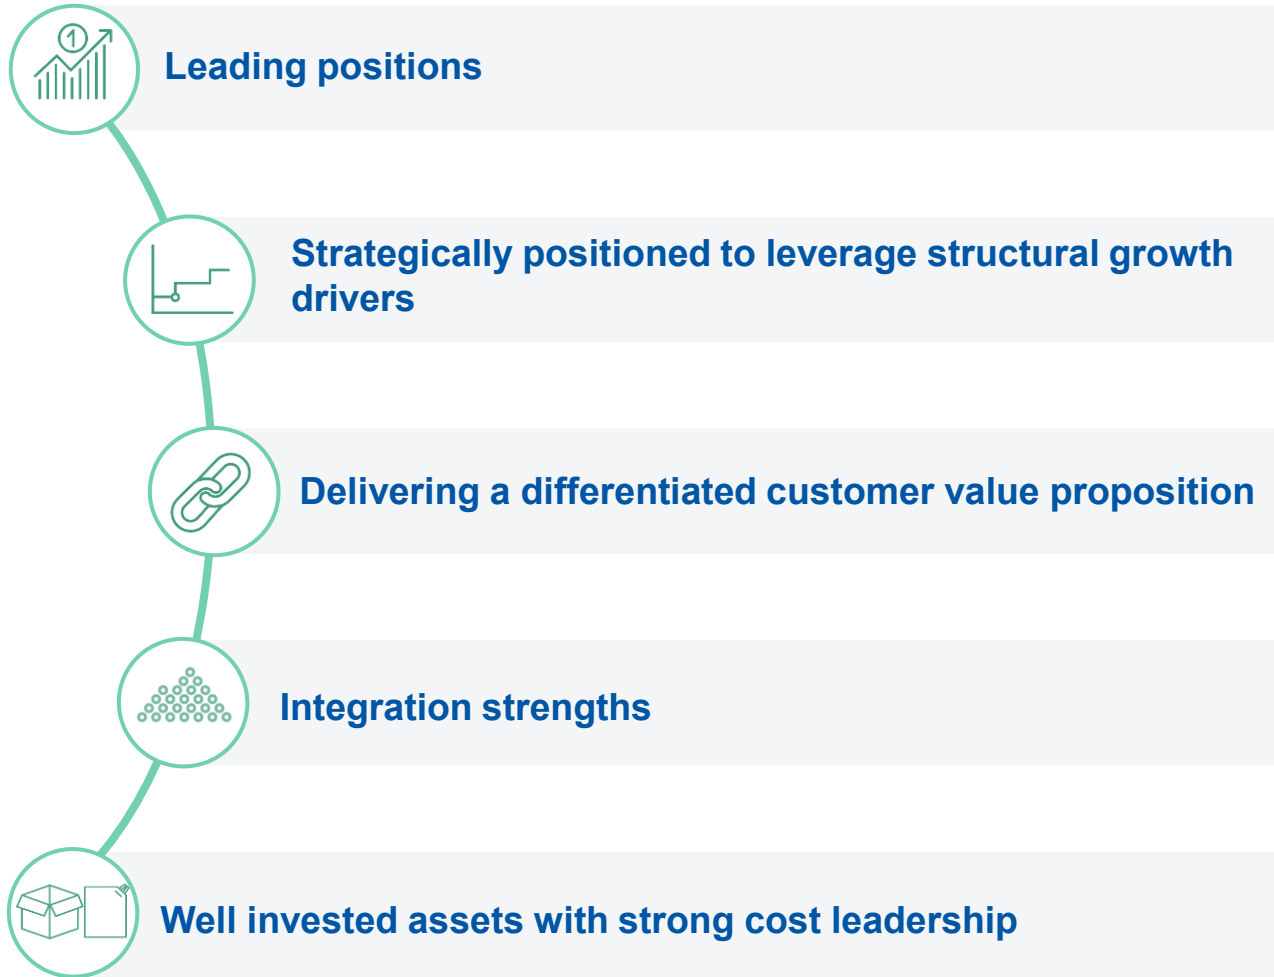 1
Leading positions
Strategically positioned to leverage structural growth
drivers
Delivering a differentiated customer value proposition
Integration strengths
Well invested assets with strong cost leadership